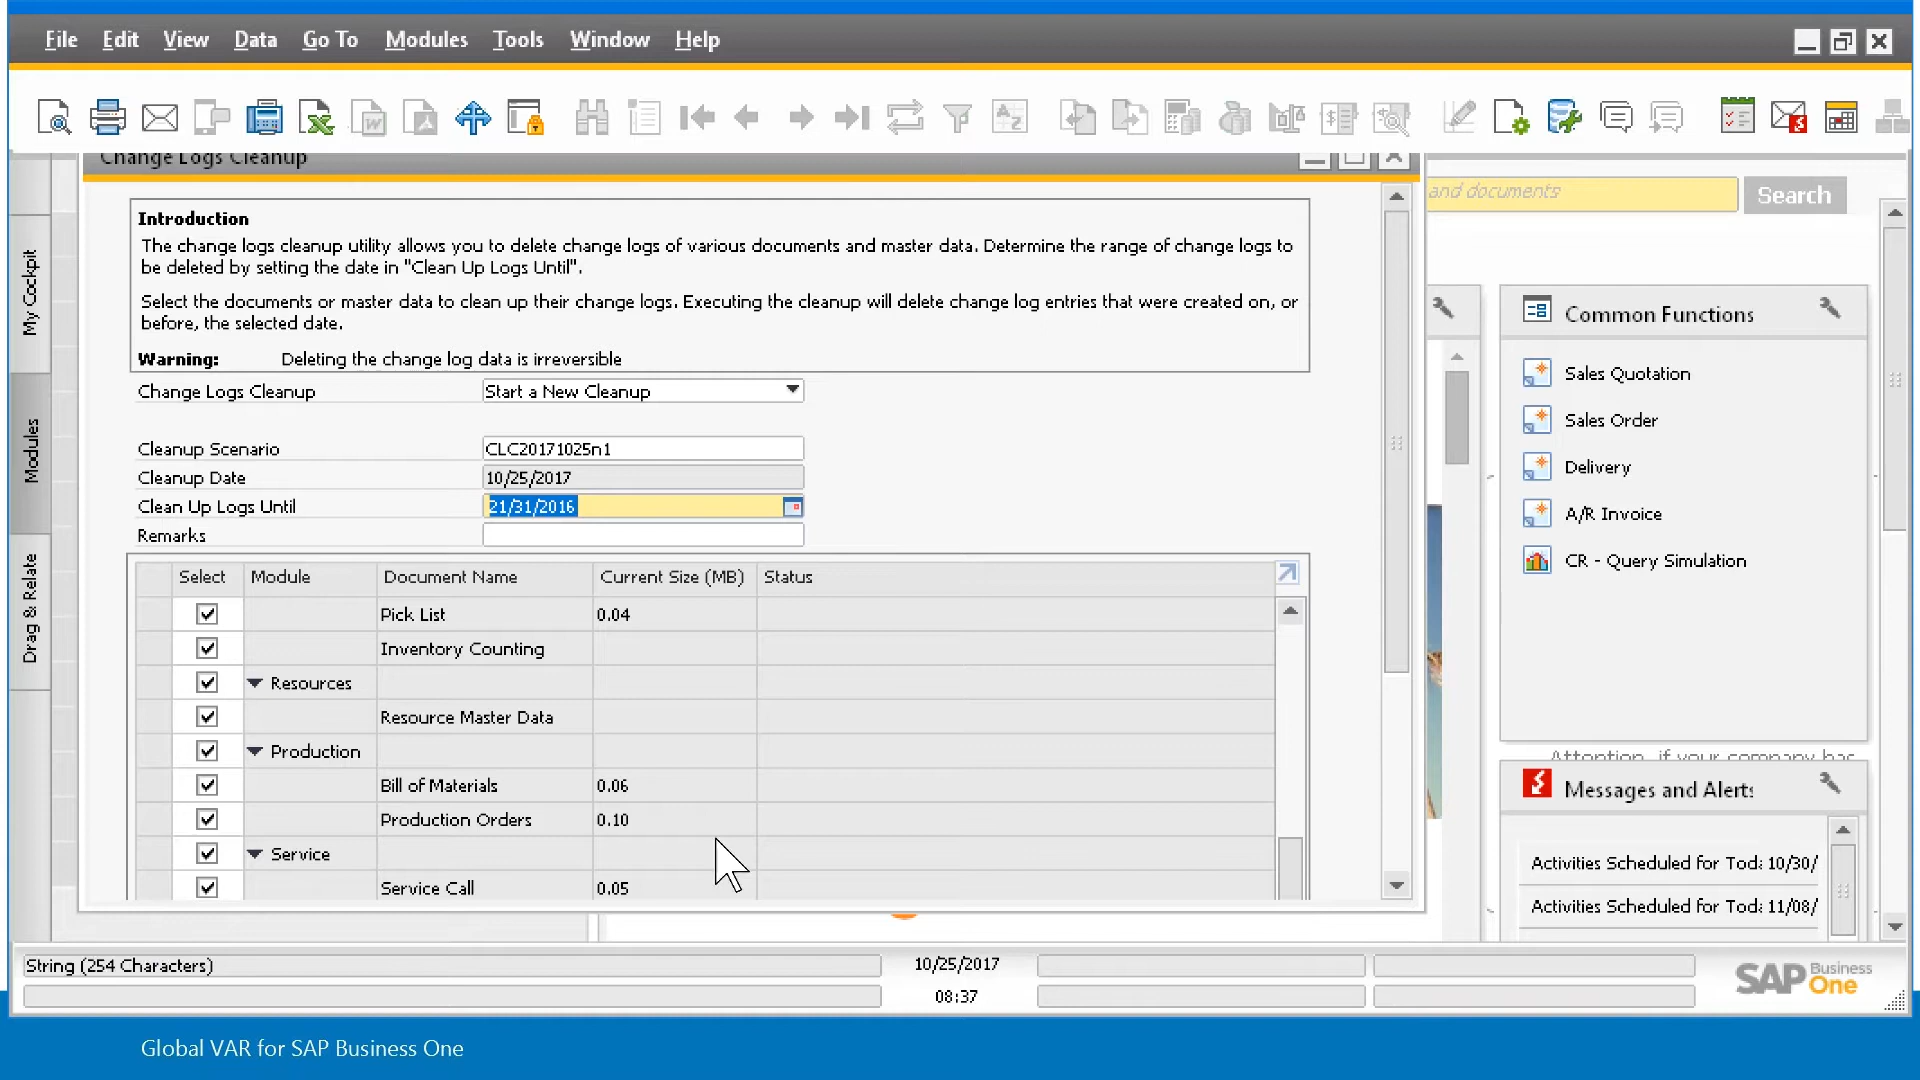 File Edit View Data Go To Modules Tools Window Help
Change Logs Cleanup
and documents
Search
My Cockpit
Modules
Drag & Relate
Introduction
The change logs cleanup utility allows you to delete change logs of various documents and master data. Determine the range of change logs to
be deleted by setting the date in "Clean Up Logs Until".
Select the documents or master data to clean up their change logs. Executing the cleanup will delete change log entries that were created on, or
before, the selected date.
Warning: Deleting the change log data is irreversible
Change Logs Cleanup Start a New Cleanup
Cleanup Scenario CLC20171025n1
Cleanup Date 10/25/2017
Clean Up Logs Until 21/31/2016
Remarks
Select Module Document Name Current Size (MB) Status
Pick List 0.04
Inventory Counting
Resources
Resource Master Data
Production
Bill of Materials 0.06
Production Orders 0.10
Service
Service Call 0.05
Common Functions
Sales Quotation
Sales Order
Delivery
A/R Invoice
CR - Query Simulation
Attention, if your company has
Messages and Alerts
Activities Scheduled for Toda 10/30/
Activities Scheduled for Toda 11/08/
String (254 Characters)
10/25/2017
08:37
SAP Business One
Global VAR for SAP Business One